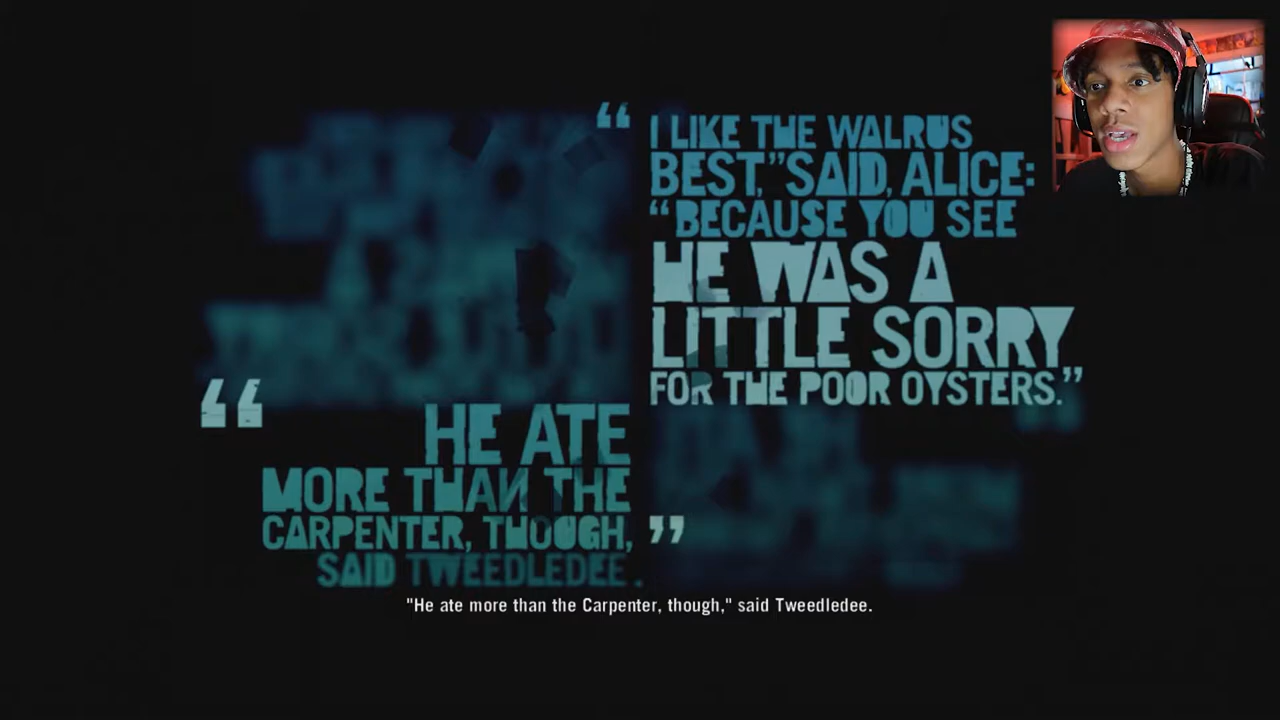 “ I LIKE THE WALRUS
BEST,” SAID, ALICE:
“ BECAUSE YOU SEE
HE WAS A
LITTLE SORRY
FOR THE POOR OYSTERS.”
“ HE ATE
MORE THAN THE
CARPENTER, THOUGH, ”
SAID TWEEDLEDEE.
"He ate more than the Carpenter, though," said Tweedledee.